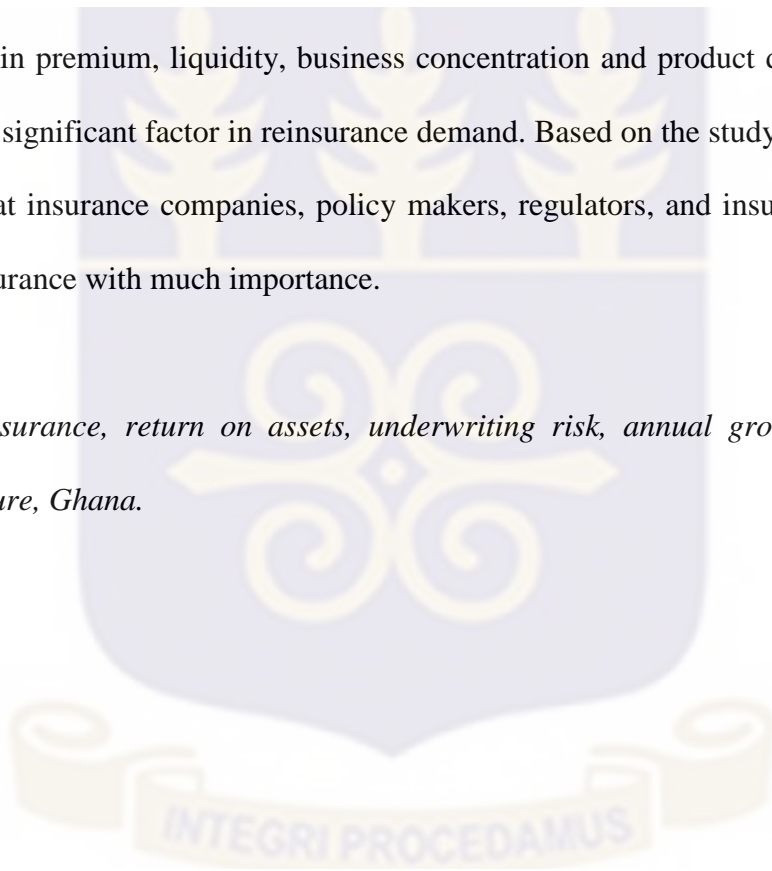 in premium, liquidity, business concentration and product
significant factor in reinsurance demand. Based on the study
at insurance companies, policy makers, regulators, and insu
urance with much importance.
surance, return on assets, underwriting risk, annual gro
ure, Ghana.
INTEGRI PROCEDAMUS